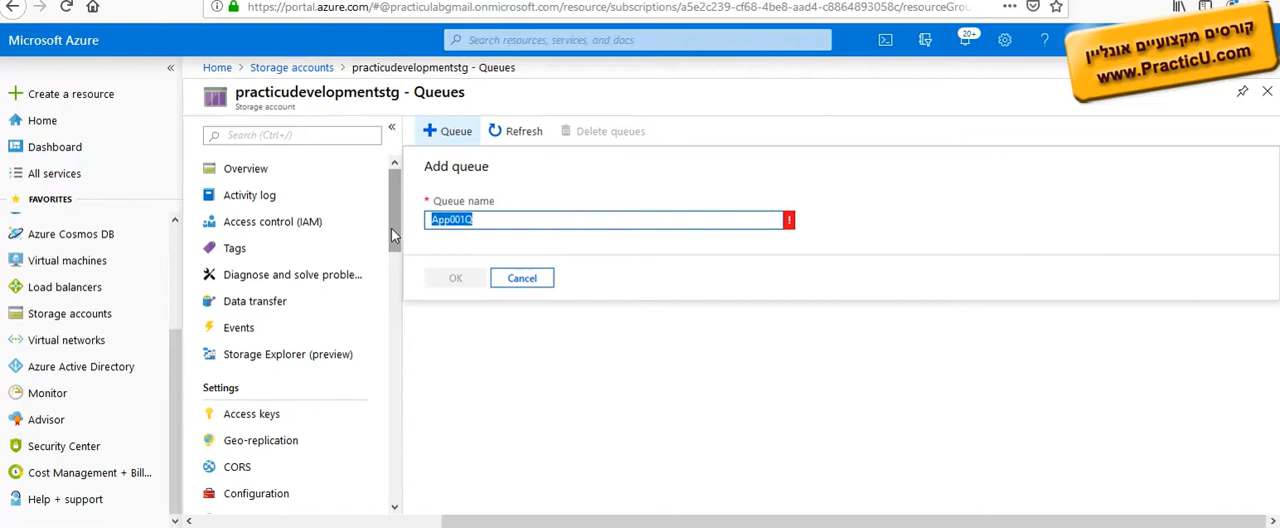 https://portal.azure.com/#@practiculabgmail.onmicrosoft.com/resource/subscriptions/a5e2c239-cf68-4be8-aad4-c8864893058c/resourceGrou
Microsoft Azure
Search resources, services, and docs
20+
?
קורסים מקצועיים אונליין
www.PracticU.com
Home > Storage accounts > practicudevelopmentstg - Queues
practicudevelopmentstg - Queues
Storage account
Create a resource
Home
Dashboard
All services
FAVORITES
Azure Cosmos DB
Virtual machines
Load balancers
Storage accounts
Virtual networks
Azure Active Directory
Monitor
Advisor
Security Center
Cost Management + Bill...
Help + support
Search (Ctrl+/)
Overview
Activity log
Access control (IAM)
Tags
Diagnose and solve proble...
Data transfer
Events
Storage Explorer (preview)
Settings
Access keys
Geo-replication
CORS
Configuration
Queue
Refresh
Delete queues
Add queue
* Queue name
App001Q
!
OK
Cancel